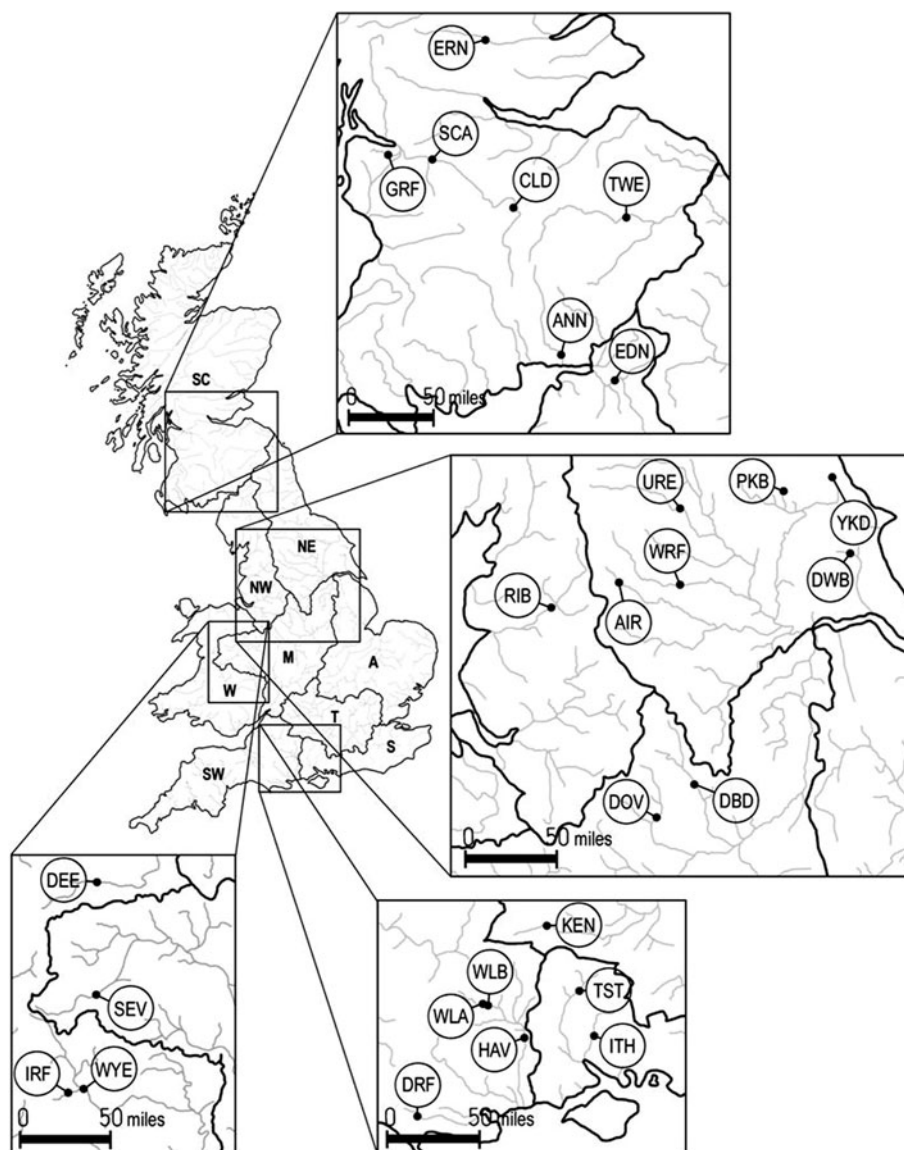 ERN
SCA
GRF
CLD
TWE
ANN
EDN
0 50 miles
SC
NE
NW
M
A
W
T
S
SW
URE
PKB
YKD
WRF
DWB
RIB
AIR
DOV
DBD
0 50 miles
DEE
SEV
IRF
WYE
0 50 miles
KEN
WLB
TST
WLA
HAV
ITH
DRF
0 50 miles